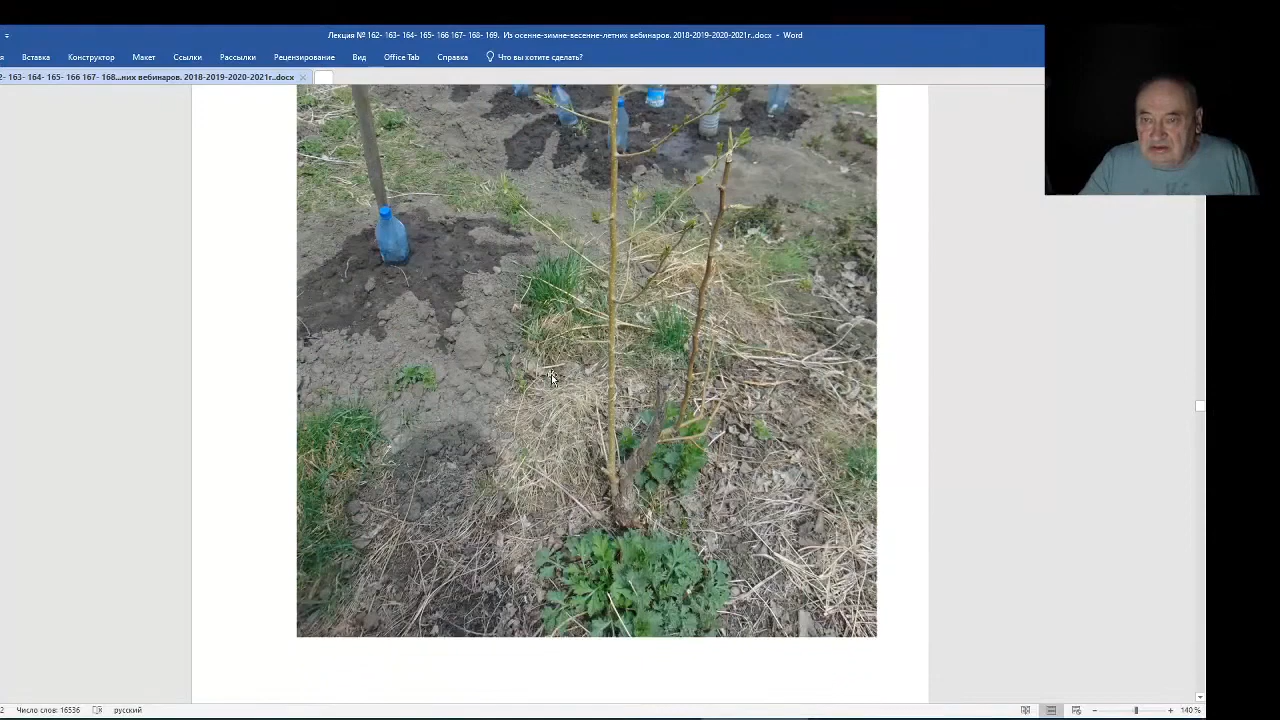 Лекция № 162- 163- 164- 165- 166 167- 168- 169. Из осенне-зимне-весенне-летних вебинаров. 2018-2019-2020-2021г..docx - Word
я Вставка Конструктор Макет Ссылки Рассылки Рецензирование Вид Office Tab Справка Что вы хотите сделать?
2- 163- 164- 165- 166 167- 168...них вебинаров. 2018-2019-2020-2021г..docx
2 Число слов: 16536 русский 140 %